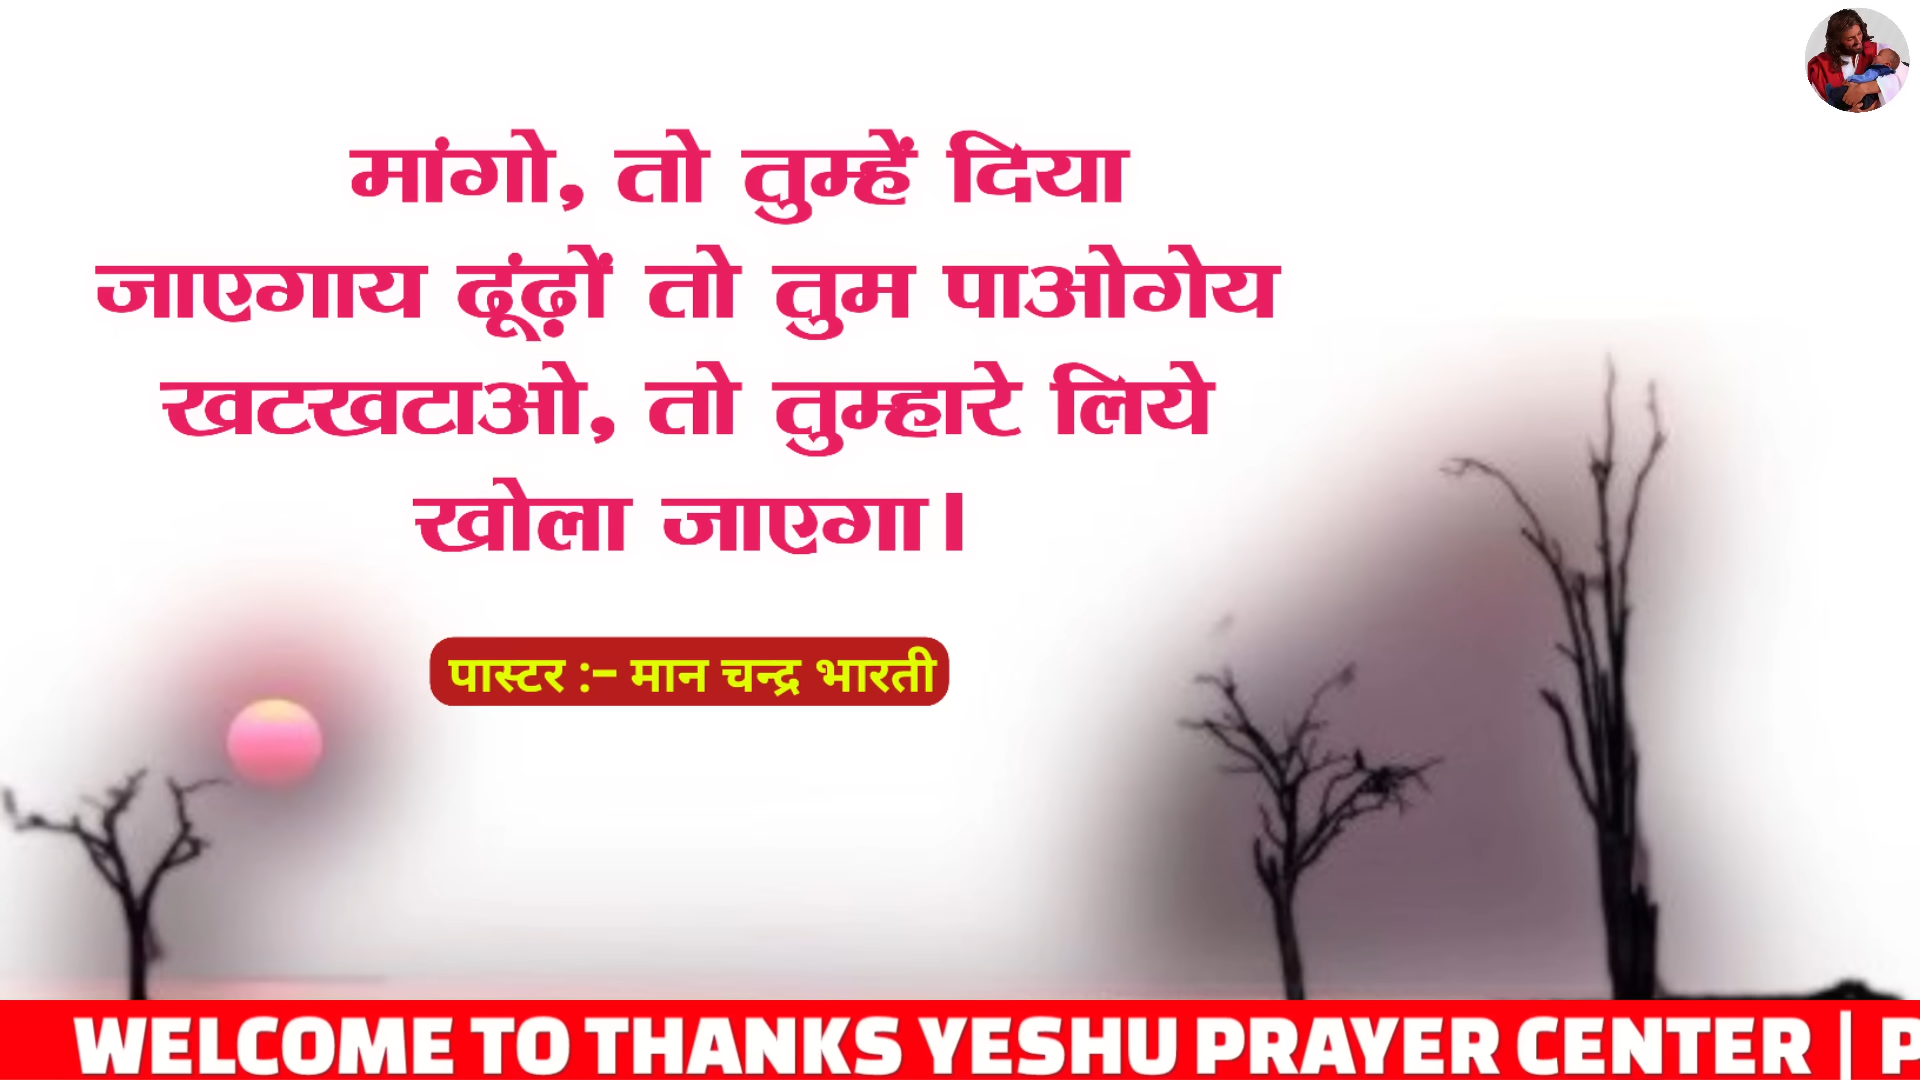 मांगो, तो तुम्हें दिया
जाएगाय ढूंढ़ों तो तुम पाओगेय
खटखटाओ, तो तुम्हारे लिये
खोला जाएगा।
पास्टर :- मान चन्द्र भारती
WELCOME TO THANKS YESHU PRAYER CENTER | P